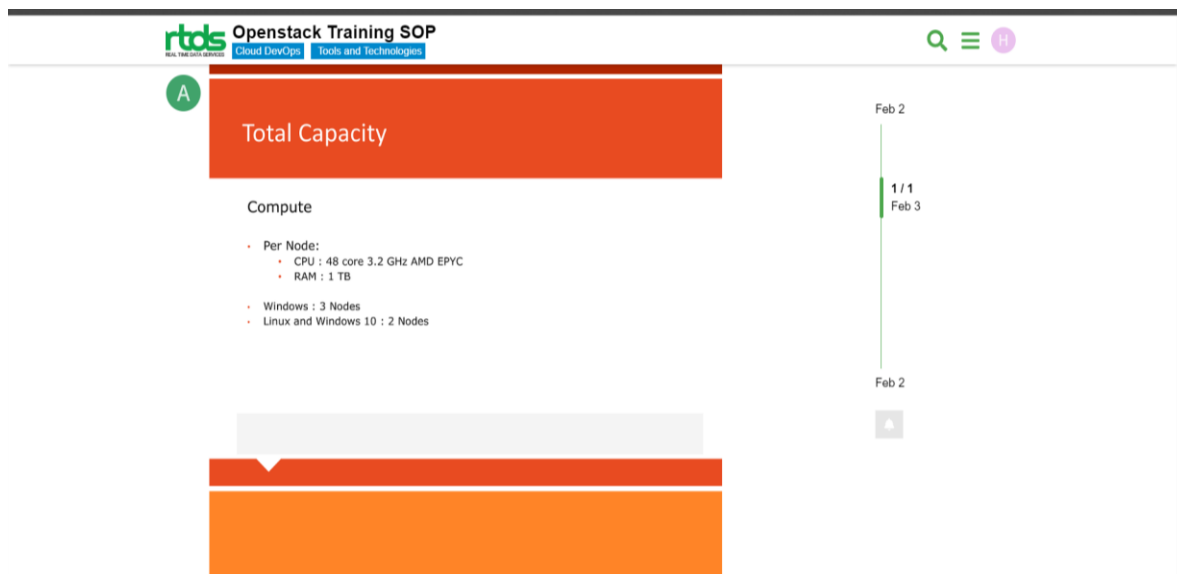 rtds
REAL TIME DATA SERVICES
Openstack Training SOP
Cloud DevOps
Tools and Technologies
H
A
Total Capacity
Compute
• Per Node:
• CPU : 48 core 3.2 GHz AMD EPYC
• RAM : 1 TB
• Windows : 3 Nodes
• Linux and Windows 10 : 2 Nodes
Feb 2
1 / 1
Feb 3
Feb 2